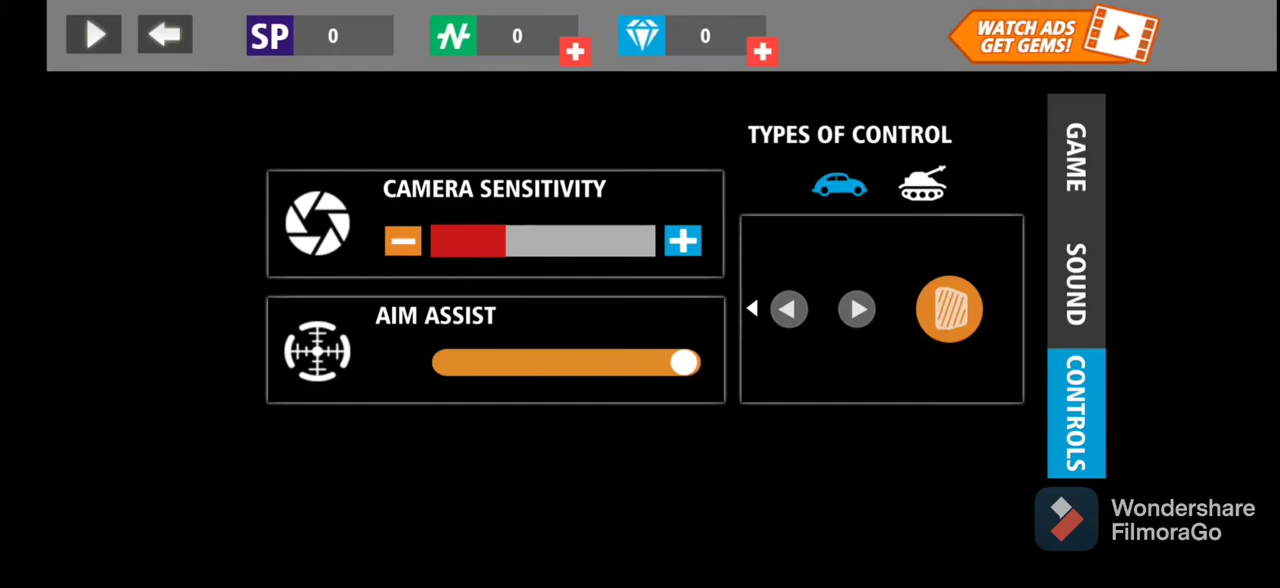 SP 0
N 0
0
WATCH ADS
GET GEMS!
TYPES OF CONTROL
CAMERA SENSITIVITY
AIM ASSIST
GAME
SOUND
CONTROLS
Wondershare
FilmoraGo